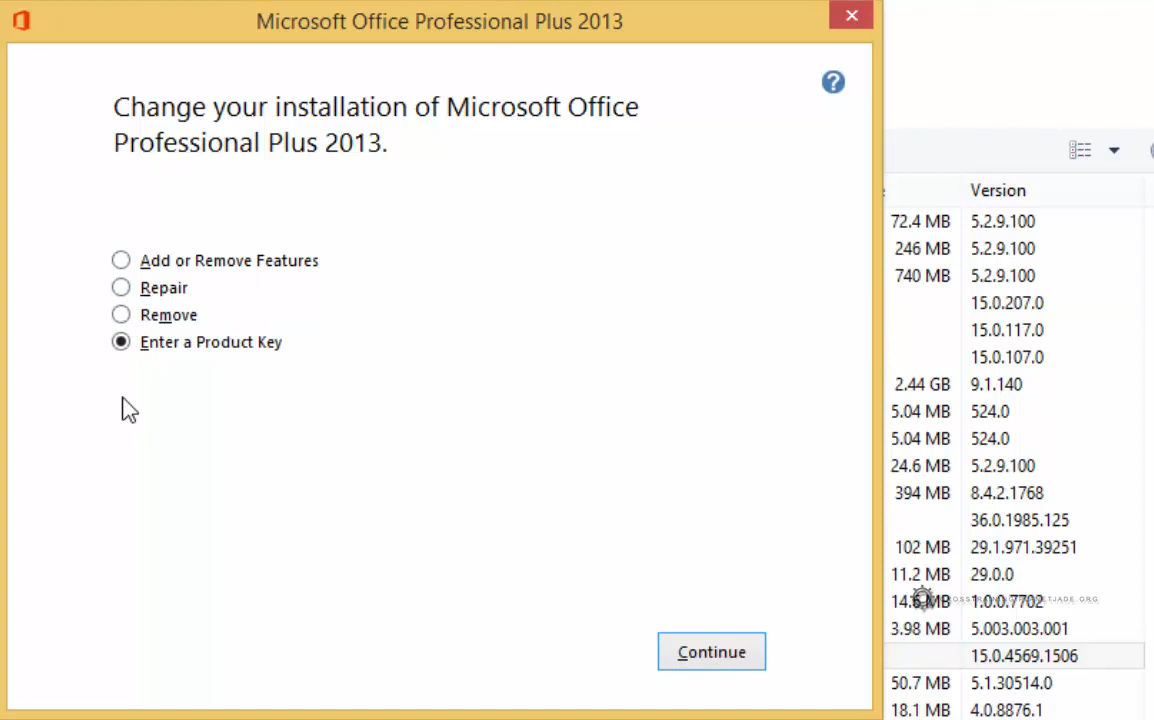 Microsoft Office Professional Plus 2013
Change your installation of Microsoft Office
Professional Plus 2013.
Add or Remove Features
Repair
Remove
Enter a Product Key
Continue
Version
72.4 MB 5.2.9.100
246 MB 5.2.9.100
740 MB 5.2.9.100
15.0.207.0
15.0.117.0
15.0.107.0
2.44 GB 9.1.140
5.04 MB 524.0
5.04 MB 524.0
24.6 MB 5.2.9.100
394 MB 8.4.2.1768
36.0.1985.125
102 MB 29.1.971.39251
11.2 MB 29.0.0
14.6 MB 1.0.0.7702
3.98 MB 5.003.003.001
15.0.4569.1506
50.7 MB 5.1.30514.0
18.1 MB 4.0.8876.1